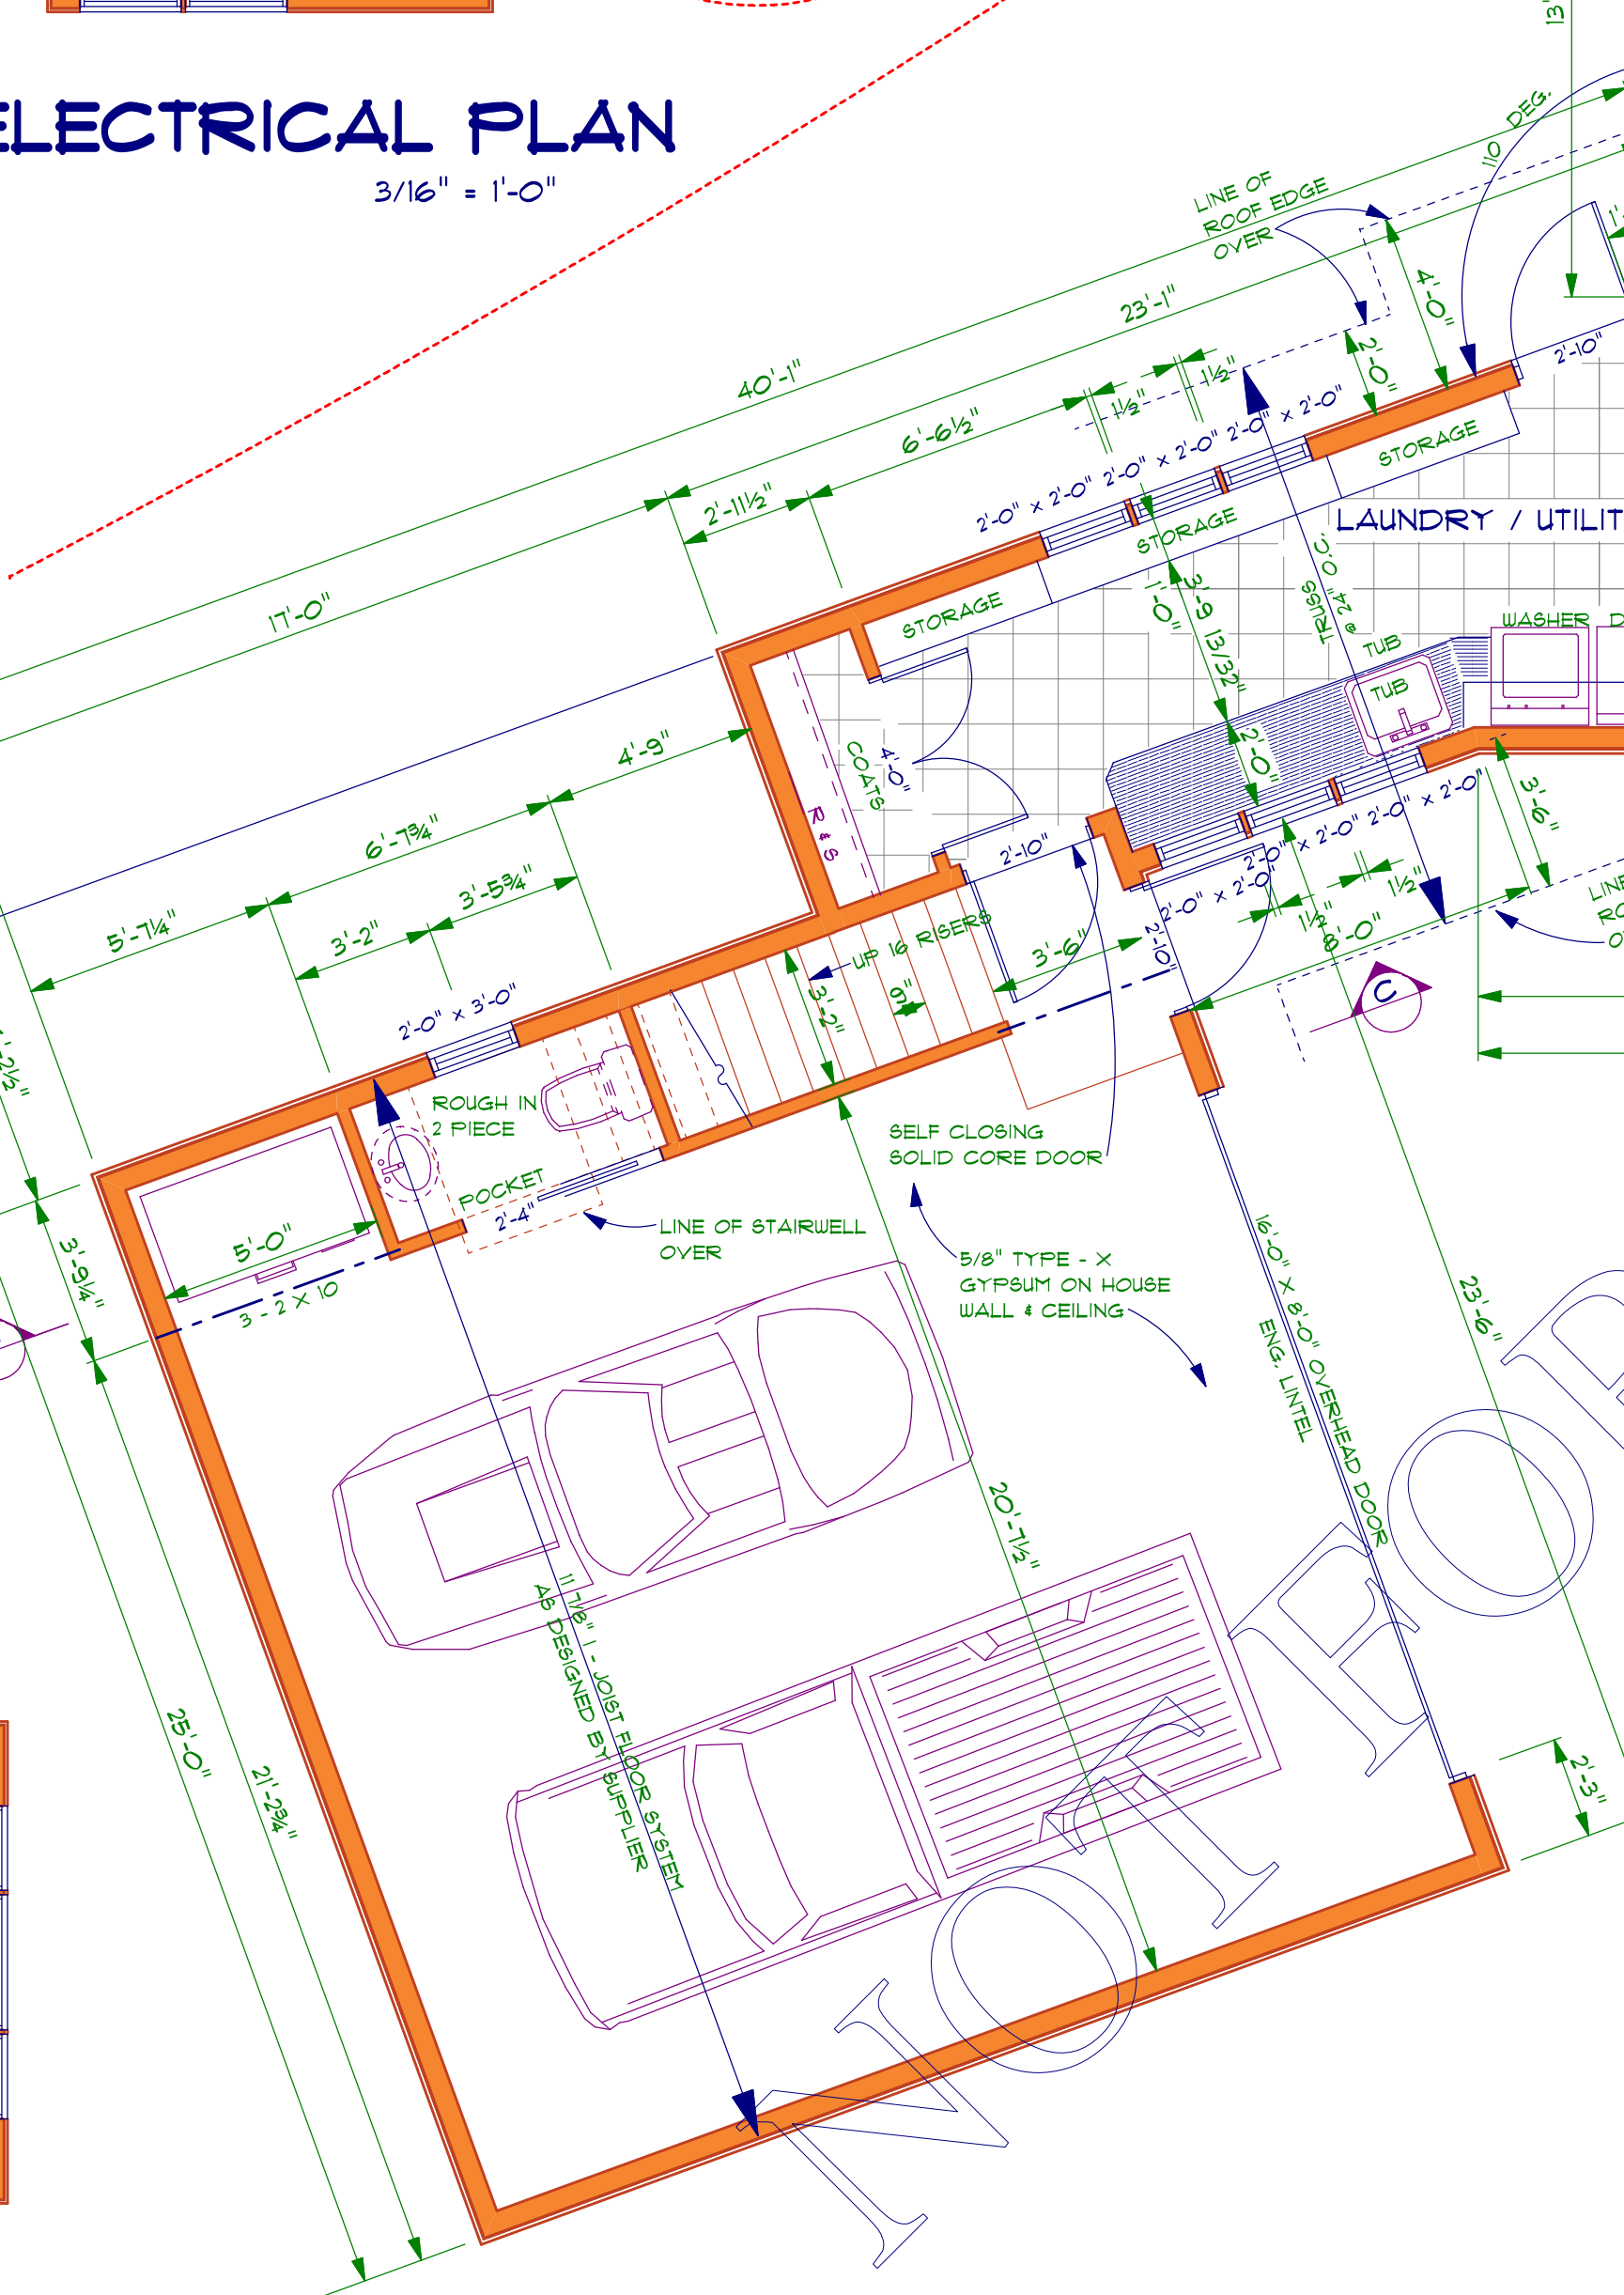 ELECTRICAL PLAN
3/16" = 1'-0"
LINE OF
ROOF EDGE
OVER
110 DEG.
13'
4'-0"
2'-0"
2'-10"
23'-1"
40'-1"
17'-0"
1½"
1½"
6'-6½"
2'-11½"
2'-0" x 2'-0" 2'-0" x 2'-0" 2'-0" x 2'-0"
STORAGE
STORAGE
STORAGE
LAUNDRY / UTILIT
TRUSS
@ 24" O.C.
1'-0"
3'-9 13/32"
WASHER D
TUB
TUB
2'-0"
3'-6"
COATS
4'-0"
R & S
4'-9"
6'-7¾"
3'-5¾"
5'-7¼"
3'-2"
2'-0" x 3'-0"
2'-10"
2'-0" x 2'-0" 2'-0" x 2'-0" 2'-0" x 2'-0"
1½"
1½"
8'-0"
LINE
RO
O
UP 16 RISERS
3'-6"
2'-10"
3'-2"
9"
C
ROUGH IN
2 PIECE
POCKET
2'-4"
SELF CLOSING
SOLID CORE DOOR
LINE OF STAIRWELL
OVER
5/8" TYPE - X
GYPSUM ON HOUSE
WALL & CEILING
5'-0"
3 - 2 X 10
2½"
3'-9¼"
16'-0" X 8'-0" OVERHEAD DOOR
ENG. LINTEL
23'-6"
20'-7½"
11 7/8" I - JOIST FLOOR SYSTEM
AS DESIGNED BY SUPPLIER
25'-0"
21'-2¾"
2'-3"
NOT FOR